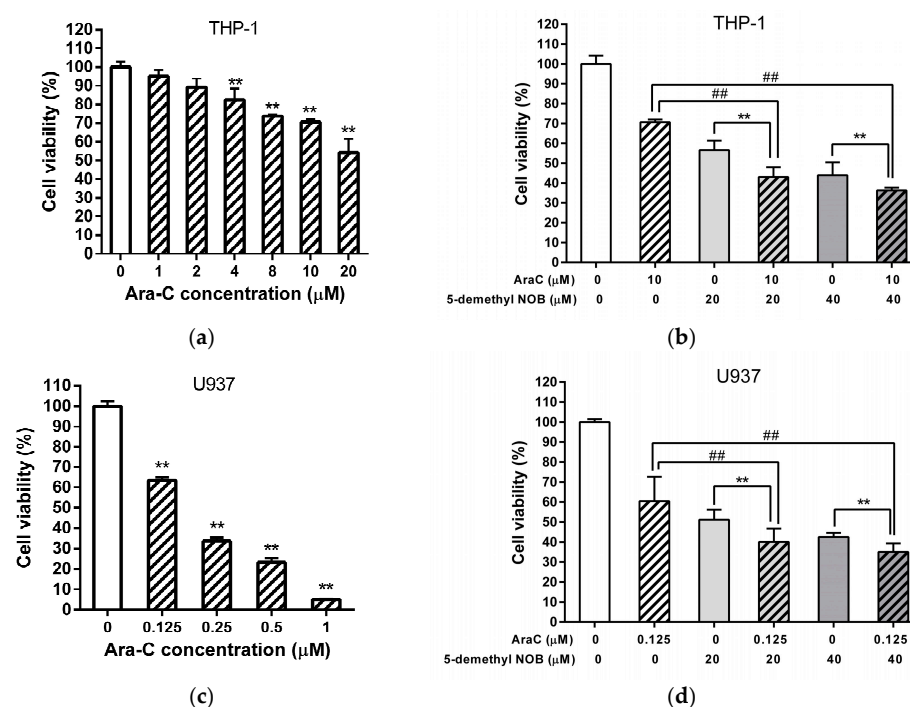 THP-1
Cell viability (%)
120
110
100
90
80
70
60
50
40
30
20
10
0
** ** ** **
0 1 2 4 8 10 20
Ara-C concentration (μM)
(a)
THP-1
Cell viability (%)
120
110
100
90
80
70
60
50
40
30
20
10
0
##
##
** **
AraC (μM) 0 10 0 10 0 10
5-demethyl NOB (μM) 0 0 20 20 40 40
(b)
U937
Cell viability (%)
110
100
90
80
70
60
50
40
30
20
10
0
** ** ** **
0 0.125 0.25 0.5 1
Ara-C concentration (μM)
(c)
U937
Cell viability (%)
120
110
100
90
80
70
60
50
40
30
20
10
0
##
##
** **
AraC (μM) 0 0.125 0 0.125 0 0.125
5-demethyl NOB (μM) 0 0 20 20 40 40
(d)